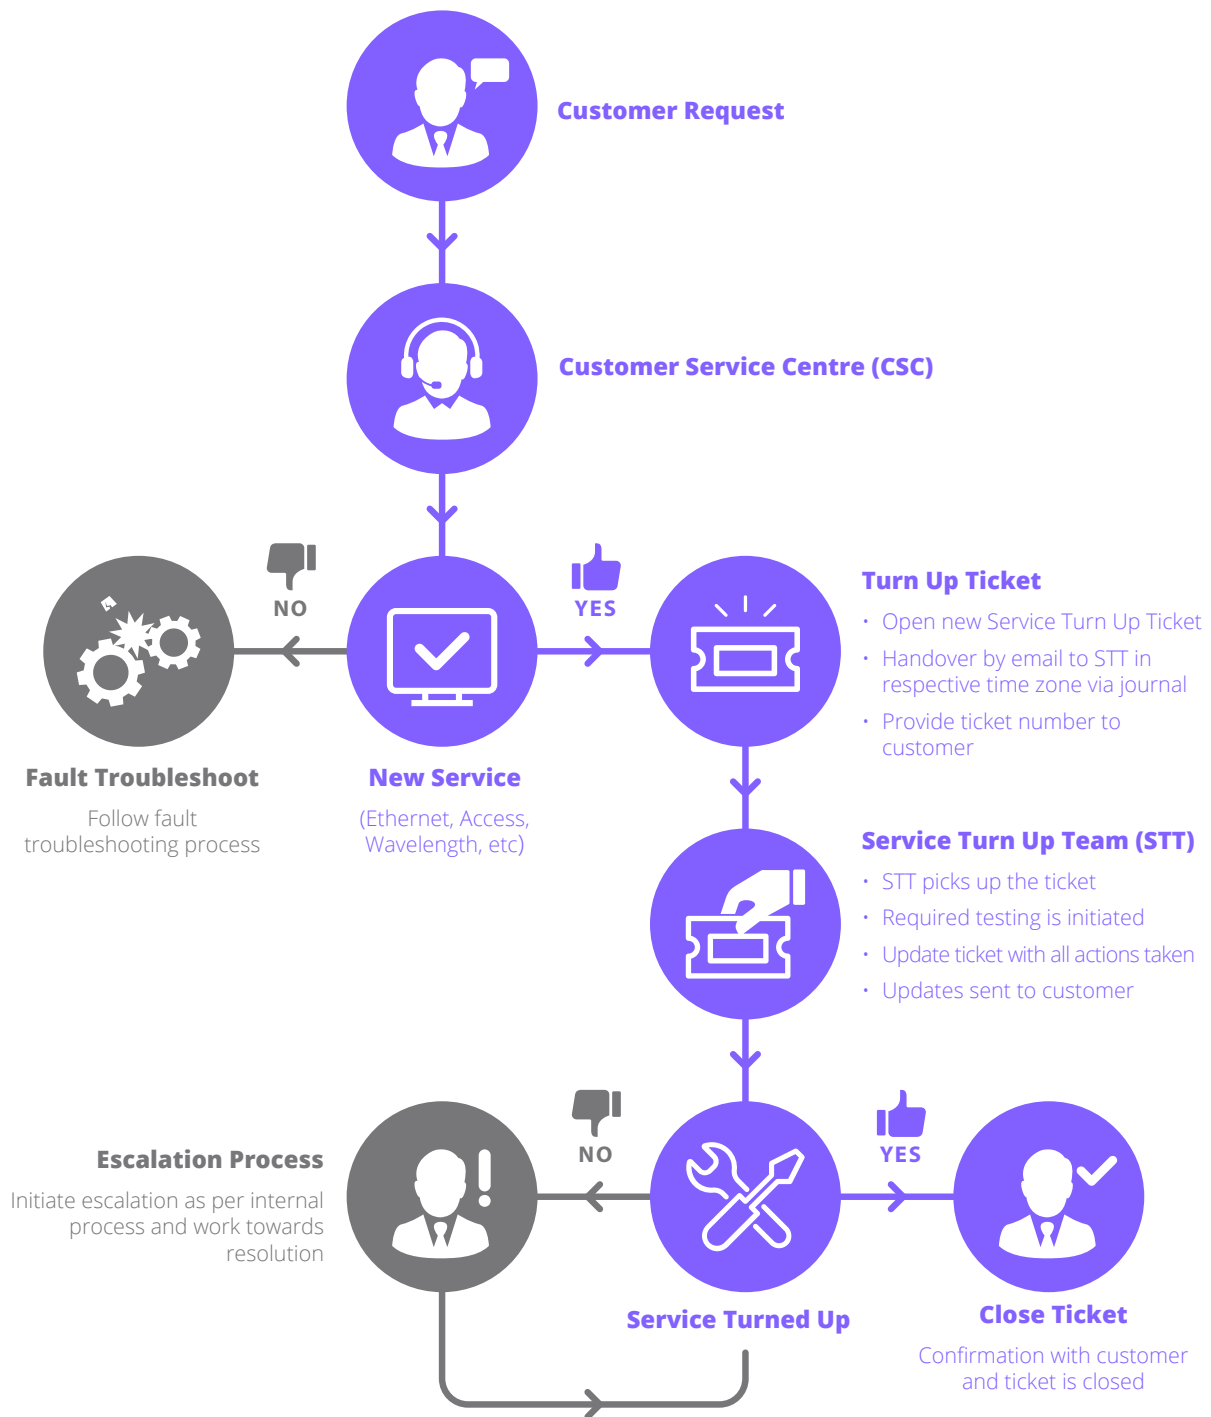 Customer Request
Customer Service Centre (CSC)
NO
YES
Fault Troubleshoot
Follow fault
troubleshooting process
New Service
(Ethernet, Access,
Wavelength, etc)
Turn Up Ticket
• Open new Service Turn Up Ticket
• Handover by email to STT in
respective time zone via journal
• Provide ticket number to
customer
Service Turn Up Team (STT)
• STT picks up the ticket
• Required testing is initiated
• Update ticket with all actions taken
• Updates sent to customer
NO
YES
Escalation Process
Initiate escalation as per internal
process and work towards
resolution
Service Turned Up
Close Ticket
Confirmation with customer
and ticket is closed